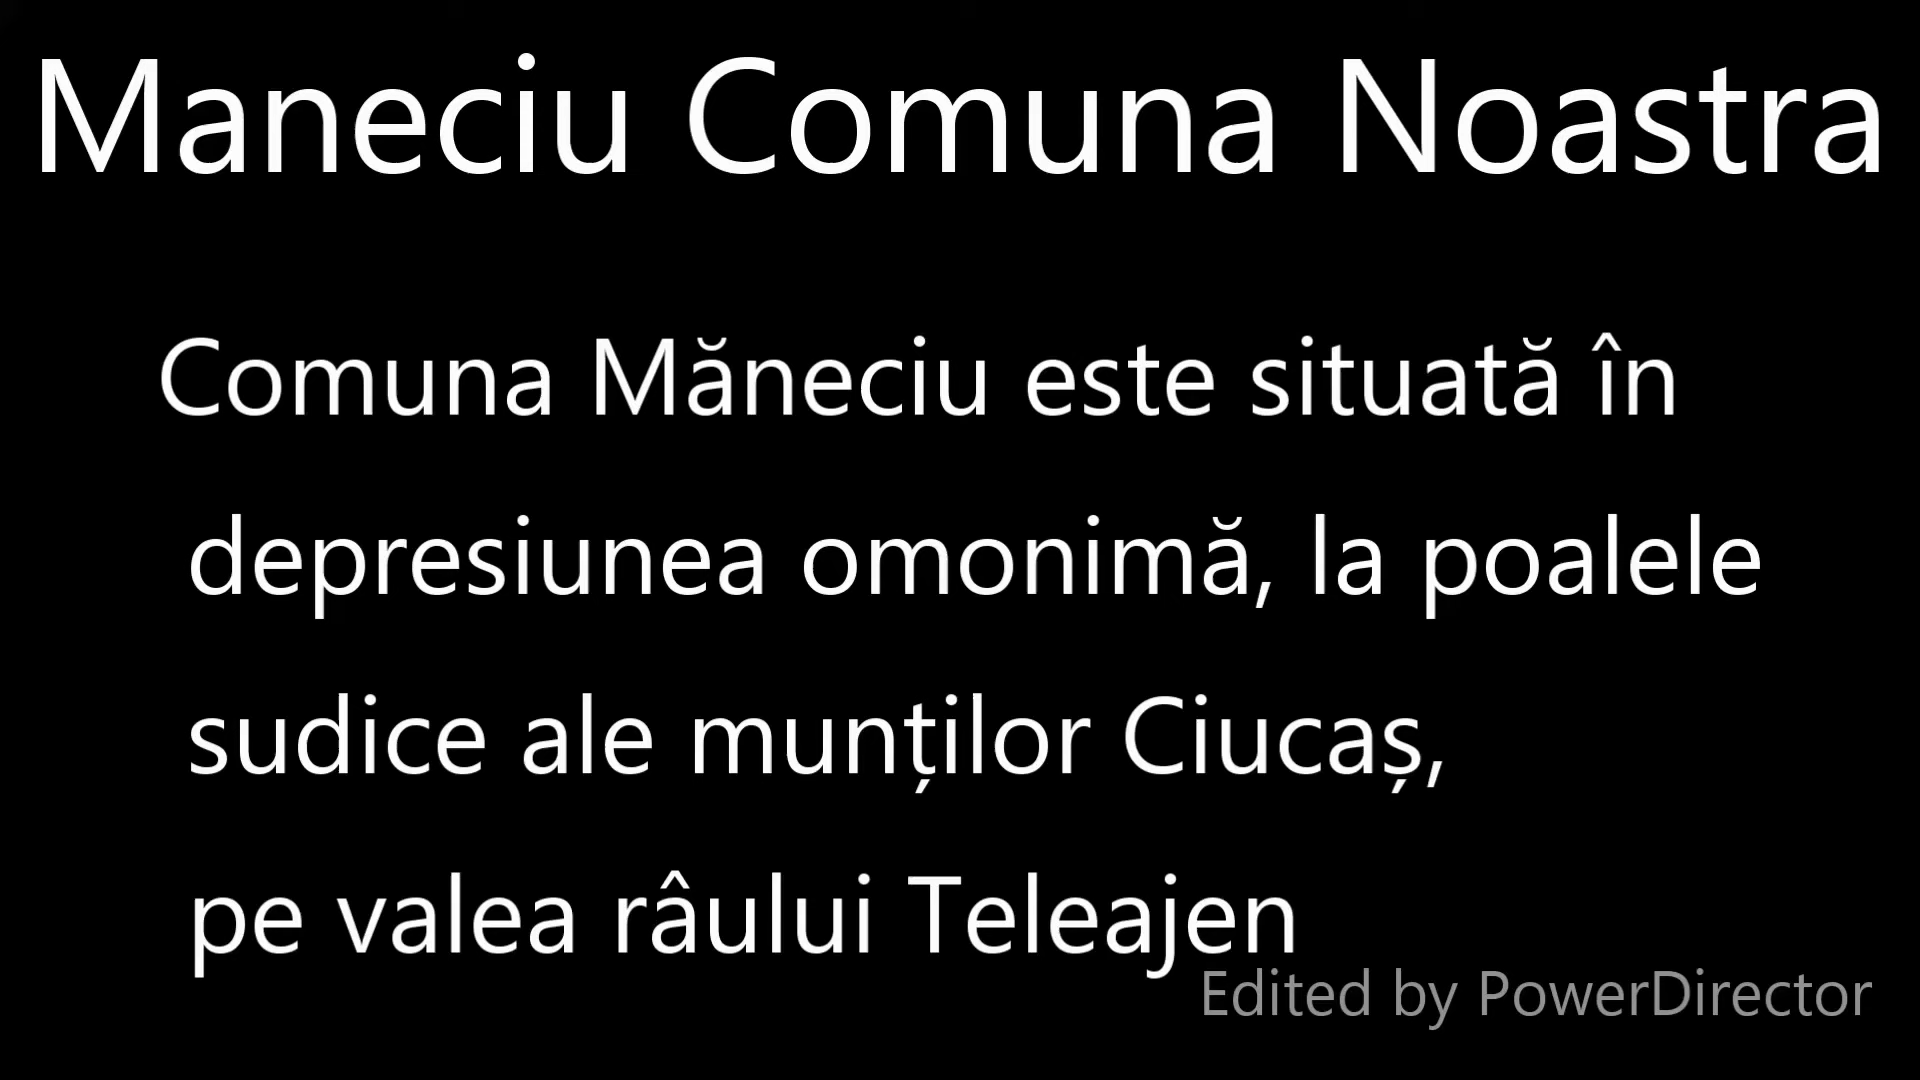 Maneciu Comuna Noastra
Comuna Măneciu este situată în
depresiunea omonimă, la poalele
sudice ale munților Ciucaș,
pe valea râului Teleajen
Edited by PowerDirector